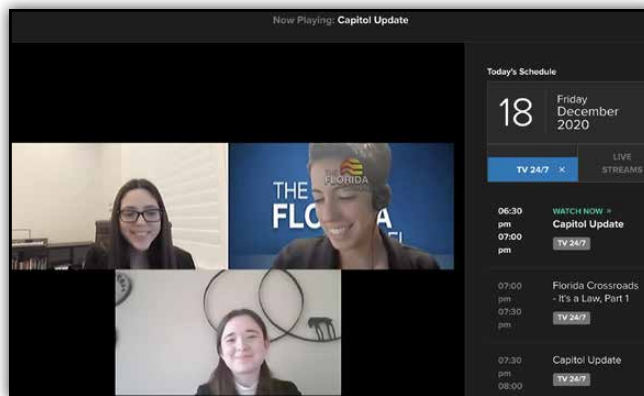 Now Playing: Capitol Update
Today's Schedule
18
Friday
December
2020
TV 24/7 ×
LIVE
STREAMS
06:30
pm
07:00
pm
WATCH NOW »
Capitol Update
TV 24/7
07:00
pm
07:30
pm
Florida Crossroads
- It's a Law, Part 1
TV 24/7
07:30
pm
08:00
Capitol Update
TV 24/7
THE
FLORIDA